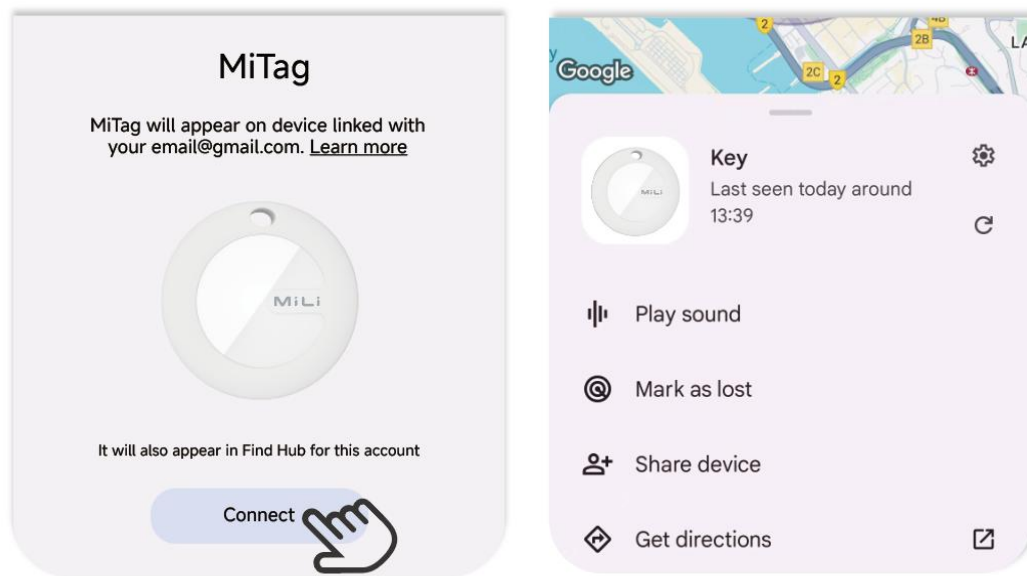 MiTag
MiTag will appear on device linked with
your email@gmail.com. Learn more
MiLi
It will also appear in Find Hub for this account
Connect
2
2B
LA
Google
2C
2
Key
Last seen today around
13:39
MiLi
Play sound
Mark as lost
Share device
Get directions